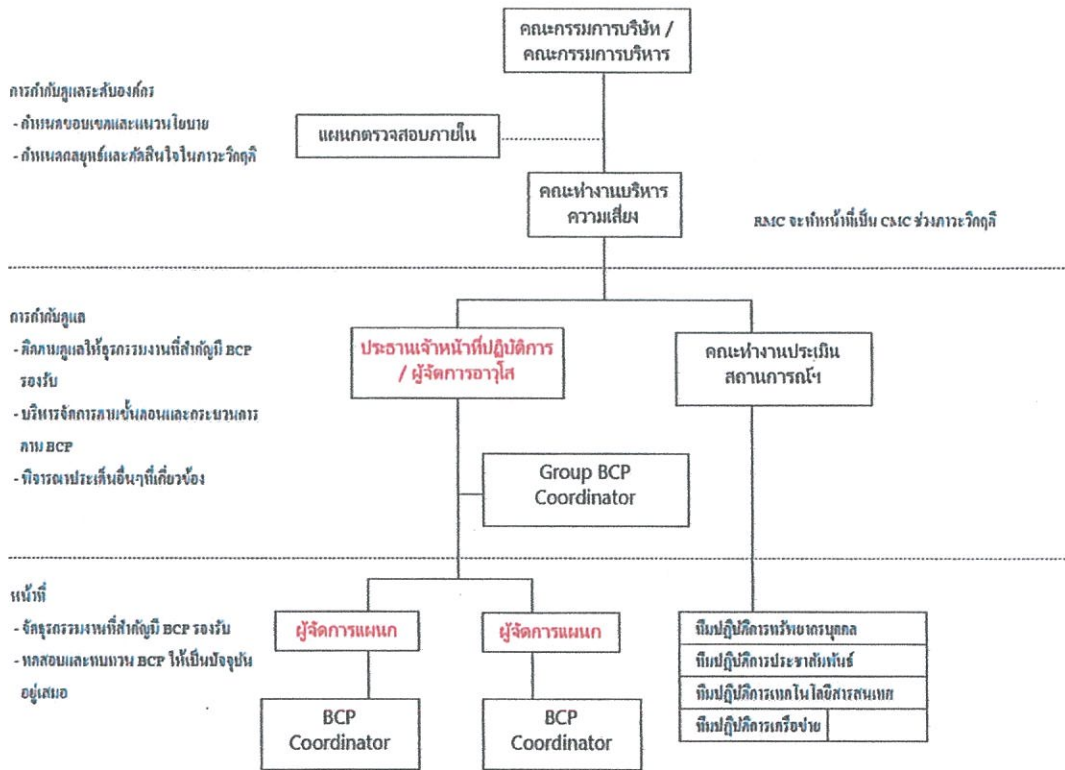 คณะกรรมการบริษัท /
คณะกรรมการบริหาร
การกำกับดูแลระดับองค์กร
- กำหนดขอบเขตและแนวนโยบาย
- กำหนดกลยุทธ์และตัดสินใจในภาวะวิกฤติ
แผนกตรวจสอบภายใน
คณะทำงานบริหาร
ความเสี่ยง
RMC จะทำหน้าที่เป็น CMC ช่วงภาวะวิกฤติ
การกำกับดูแล
- ติดตามดูแลให้ธุรกรรมงานที่สำคัญมี BCP
รองรับ
- บริหารจัดการตามขั้นตอนและกระบวนการ
ตาม BCP
- พิจารณาประเด็นอื่นๆที่เกี่ยวข้อง
ประธานเจ้าหน้าที่ปฏิบัติการ
/ ผู้จัดการอาวุโส
คณะทำงานประเมิน
สถานการณ์ฯ
Group BCP
Coordinator
หน้าที่
- จัดธุรกรรมงานที่สำคัญมี BCP รองรับ
- ทดสอบและทบทวน BCP ให้เป็นปัจจุบัน
อยู่เสมอ
ผู้จัดการแผนก
ผู้จัดการแผนก
BCP
Coordinator
BCP
Coordinator
ทีมปฏิบัติการทรัพยากรบุคคล
ทีมปฏิบัติการประชาสัมพันธ์
ทีมปฏิบัติการเทคโนโลยีสารสนเทศ
ทีมปฏิบัติการเครือข่าย